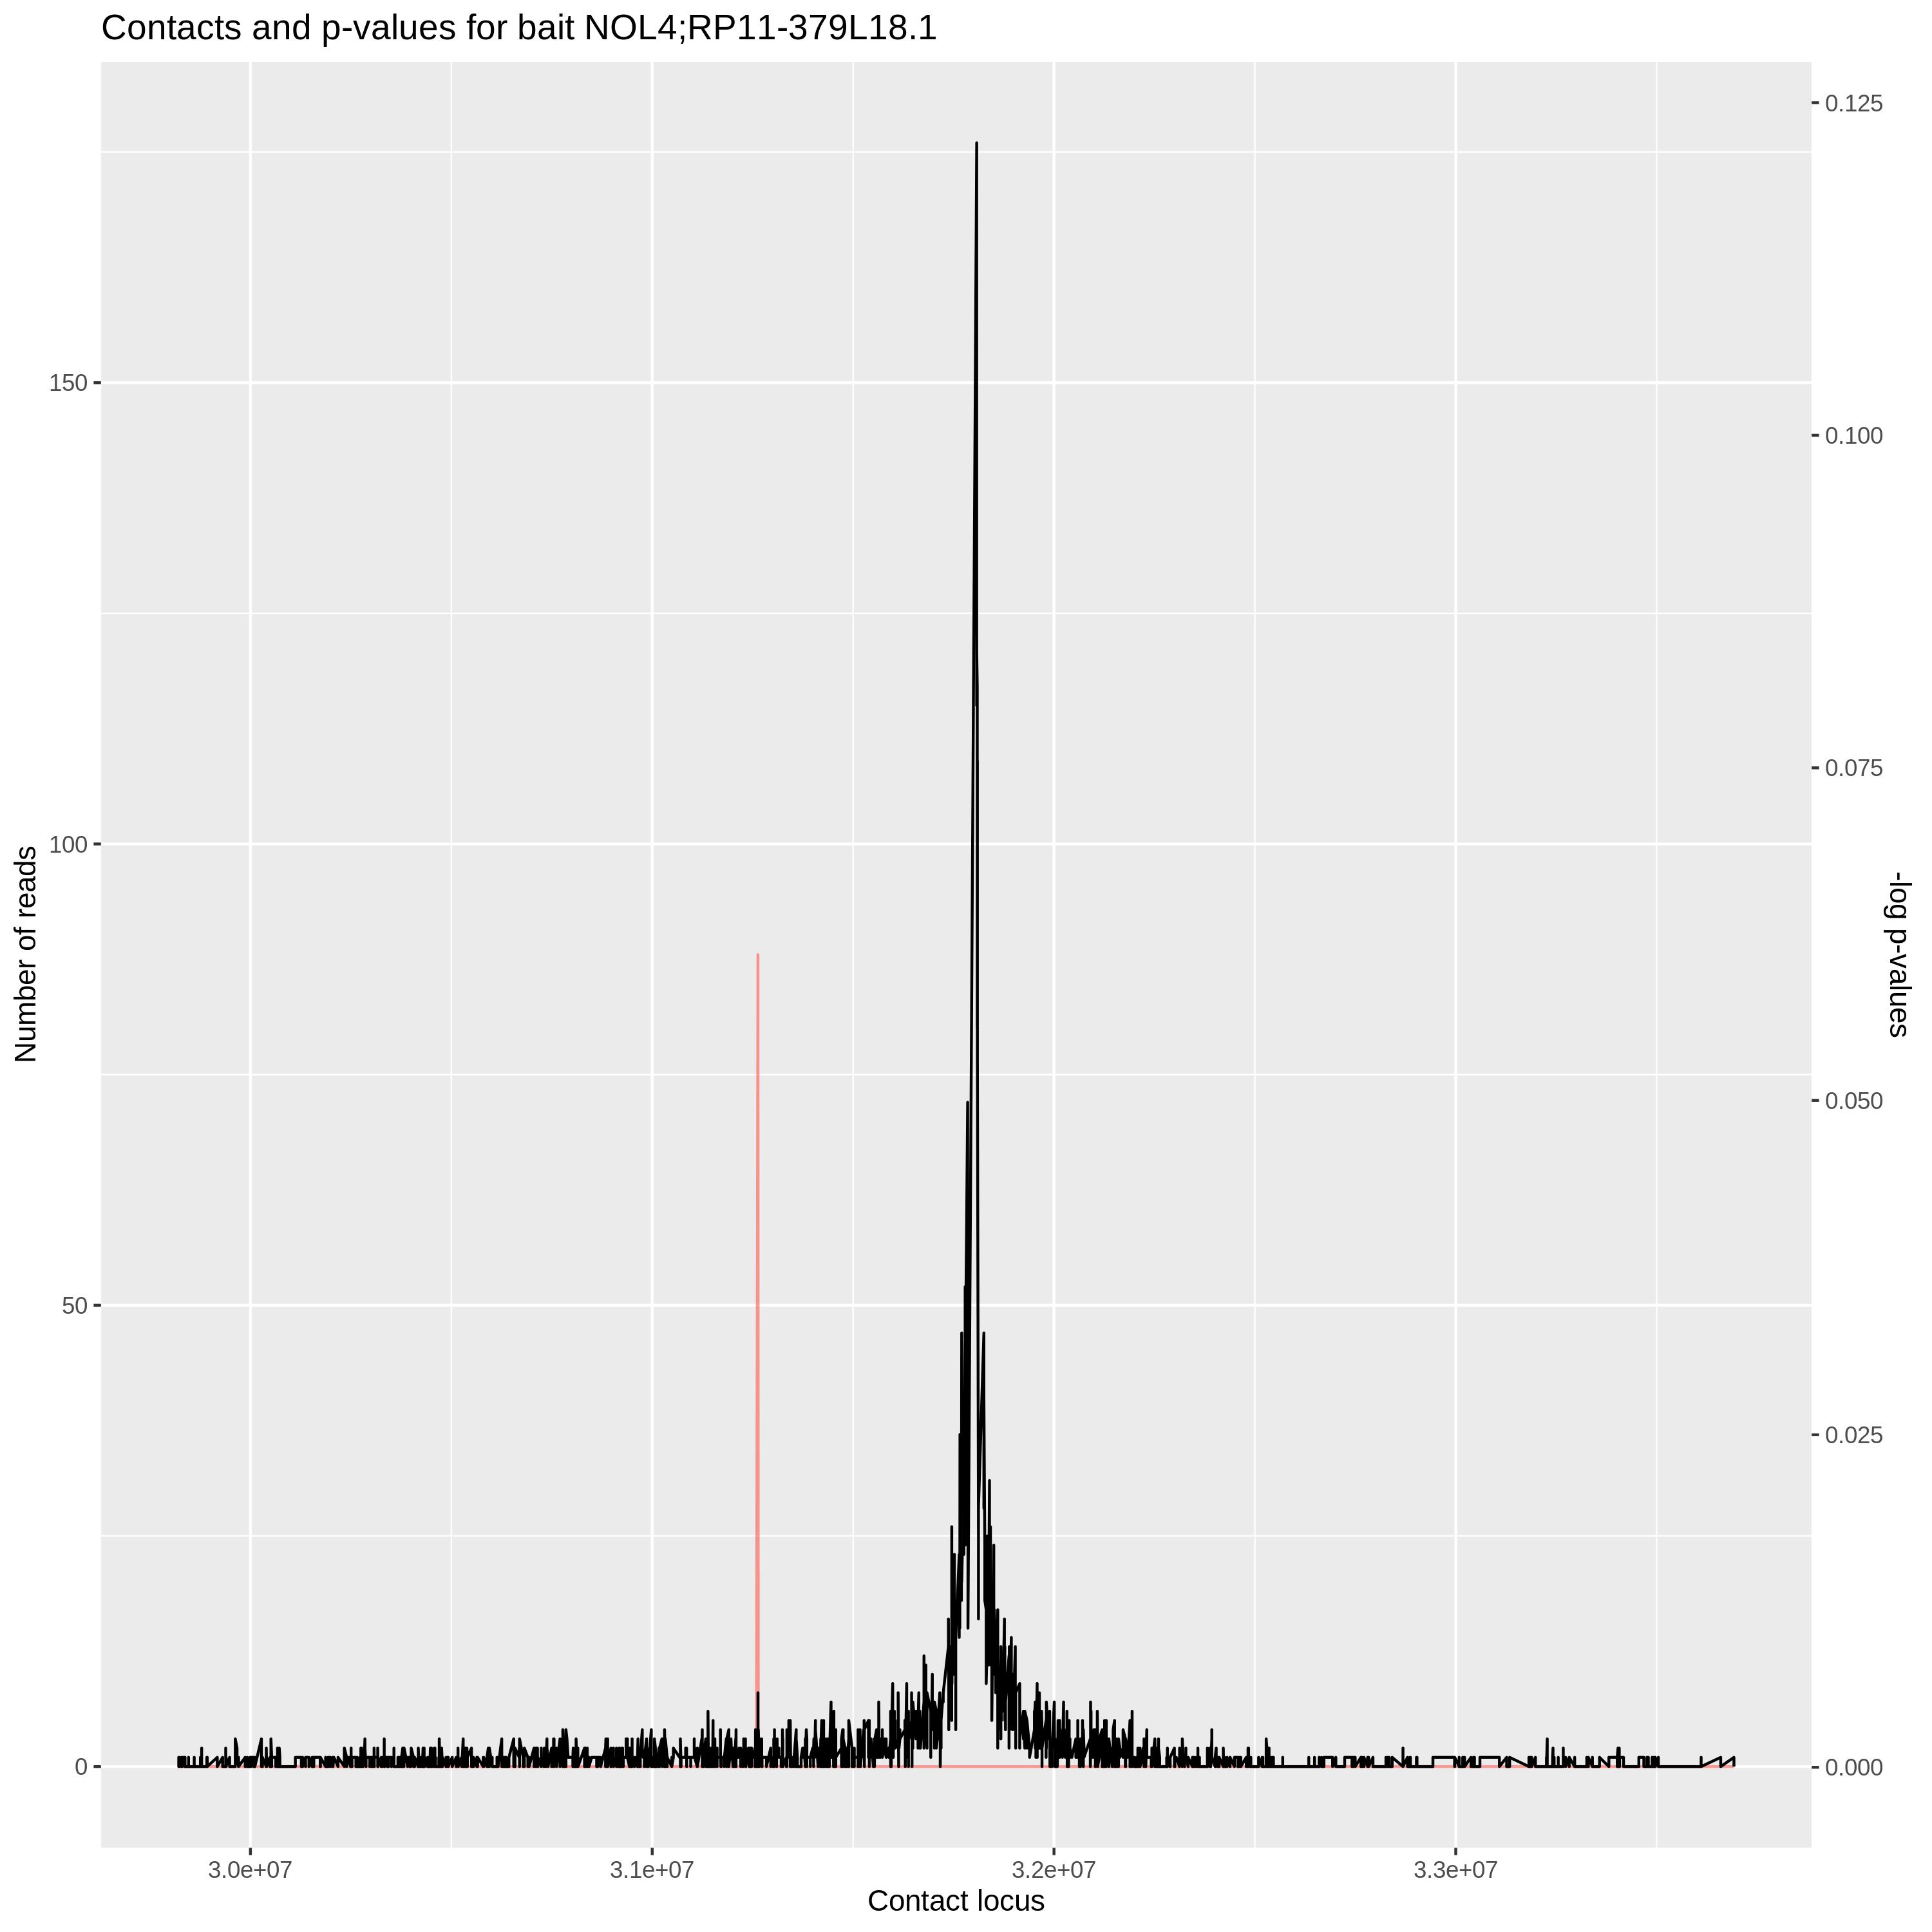 Contacts and p-values for bait NOL4;RP11-379L18.1
Number of reads
150
100
50
0
0.125
0.100
0.075
0.050
0.025
0.000
-log p-values
3.0e+07 3.1e+07 3.2e+07 3.3e+07
Contact locus